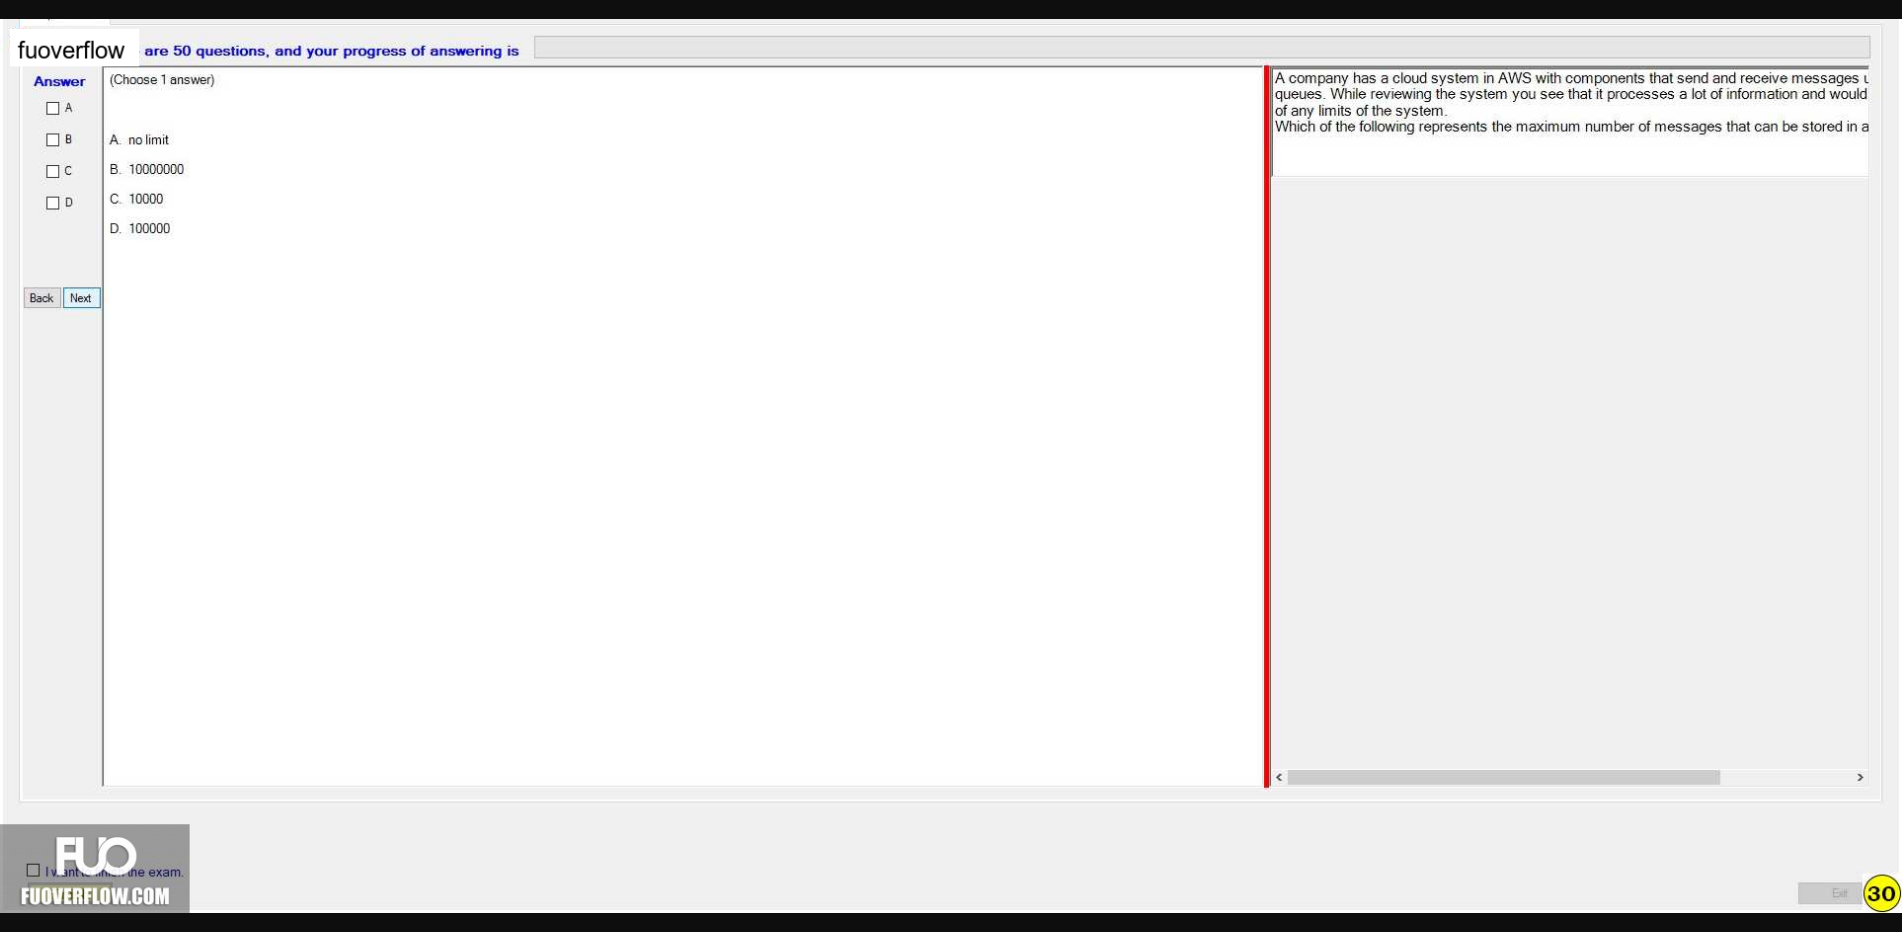 fuoverflow are 50 questions, and your progress of answering is
Answer
A
B
C
D
Back Next
(Choose 1 answer)
A. no limit
B. 10000000
C. 10000
D. 100000
A company has a cloud system in AWS with components that send and receive messages
queues. While reviewing the system you see that it processes a lot of information and would
of any limits of the system.
Which of the following represents the maximum number of messages that can be stored in a
FUO
I want to finish the exam.
FUOVERFLOW.COM
Exit
30